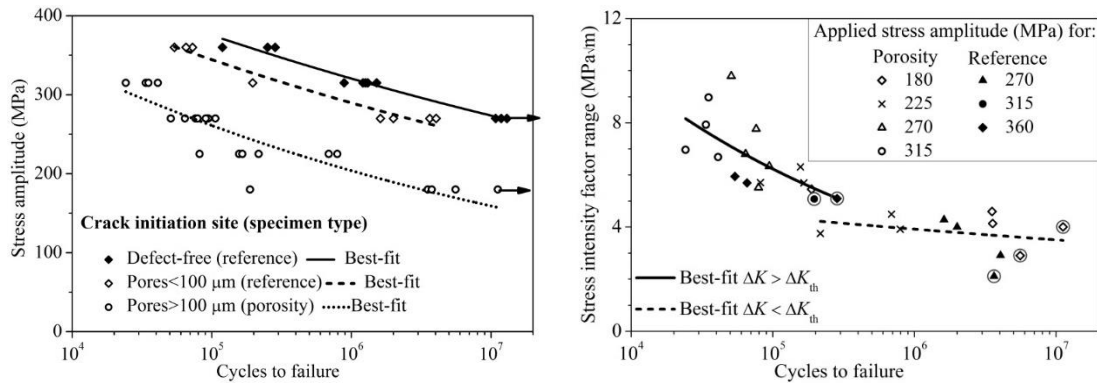 400
300
200
100
0
Stress amplitude (MPa)
Crack initiation site (specimen type)
Defect-free (reference) Best-fit
Pores<100 μm (reference) Best-fit
Pores>100 μm (porosity) Best-fit
10^4 10^5 10^6 10^7
Cycles to failure
12
8
4
0
Stress intensity factor range (MPa√m)
Applied stress amplitude (MPa) for:
Porosity Reference
180 270
225 315
270 360
315
Best-fit ΔK > ΔK_th
Best-fit ΔK < ΔK_th
10^4 10^5 10^6 10^7
Cycles to failure